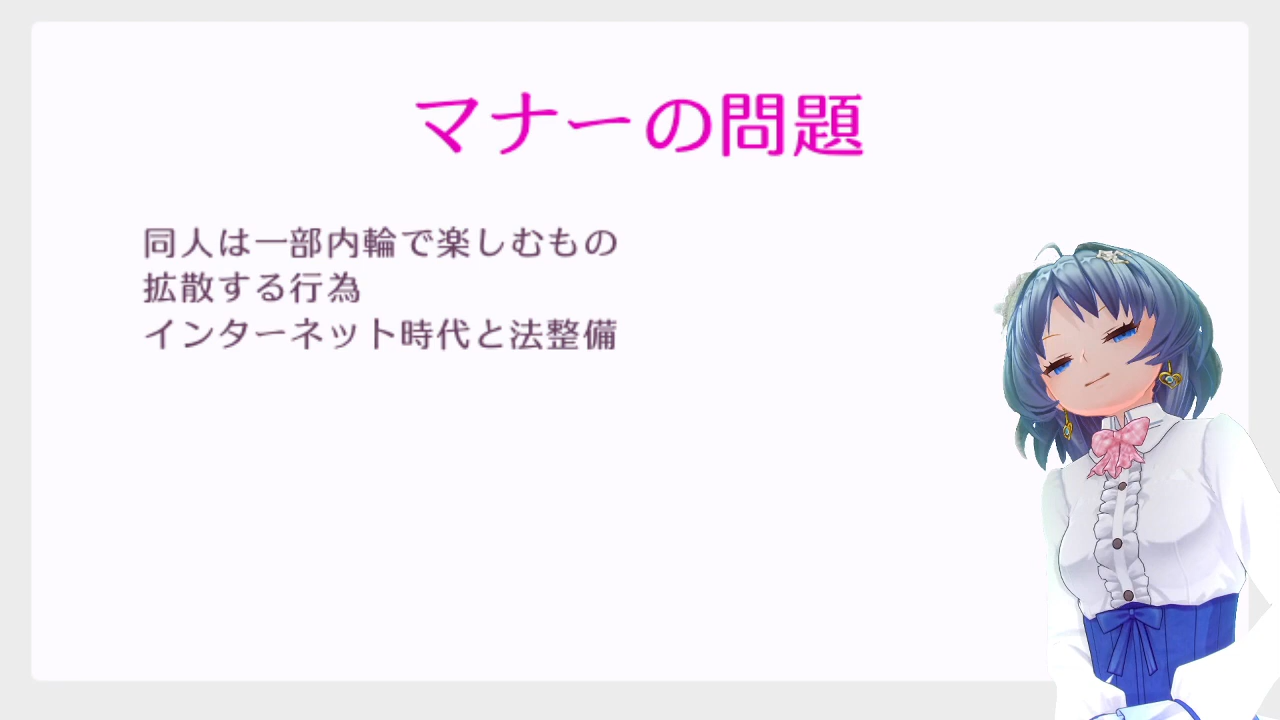 マナーの問題
同人は一部内輪で楽しむもの
拡散する行為
インターネット時代と法整備